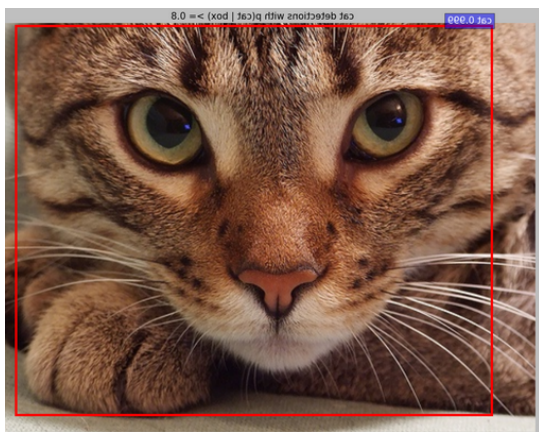 cat detections with p(cat | box) >= 0.8
cat 0.999